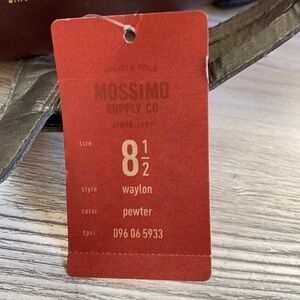 QUALITY & STYLE
MOSSIMO
SUPPLY CO
SINCE 1987
size 8 1/2
style waylon
color pewter
dpci 096 06 5933